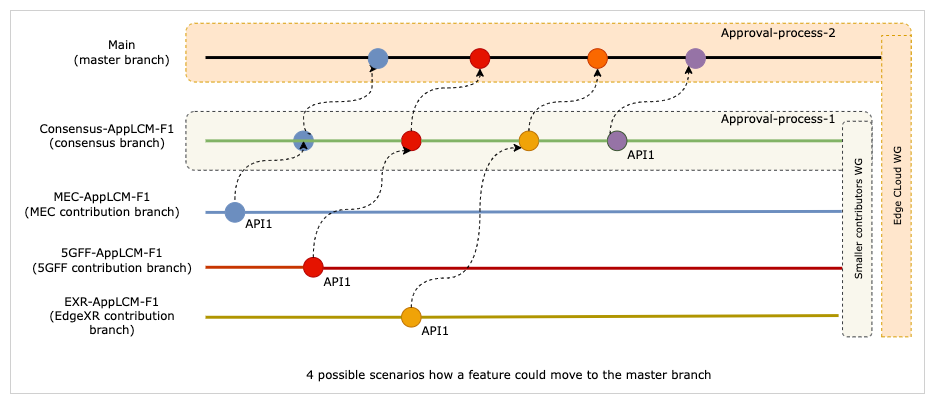 Approval-process-2
Main
(master branch)
Approval-process-1
Consensus-AppLCM-F1
(consensus branch)
API1
MEC-AppLCM-F1
(MEC contribution branch)
API1
5GFF-AppLCM-F1
(5GFF contribution branch)
API1
EXR-AppLCM-F1
(EdgeXR contribution
branch)
API1
Smaller contributors WG
Edge CLoud WG
4 possible scenarios how a feature could move to the master branch